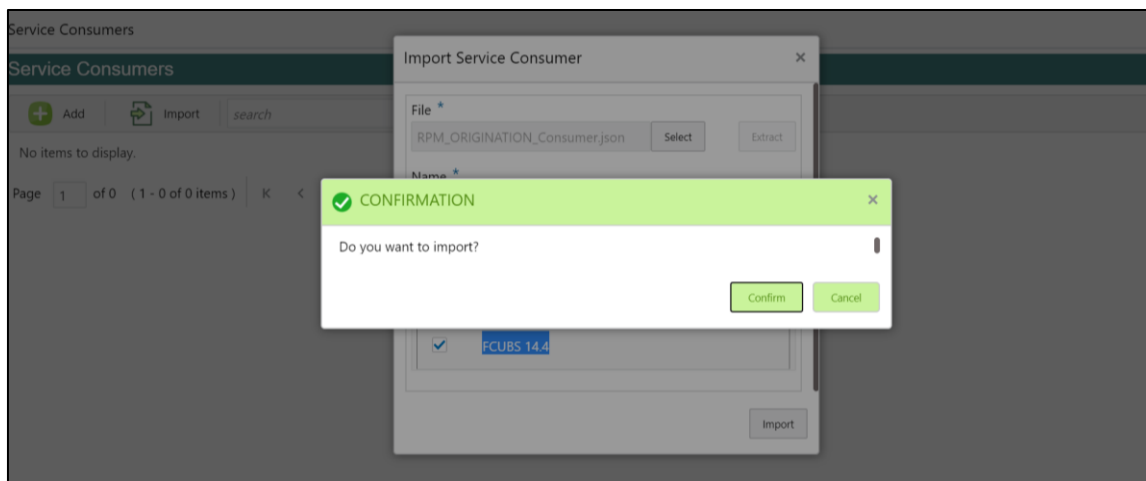 Service Consumers
Service Consumers
Add Import search
No items to display.
Page 1 of 0 (1 - 0 of 0 items)
Import Service Consumer
File *
RPM_ORIGINATION_Consumer.json Select Extract
Name *
CONFIRMATION
Do you want to import?
Confirm Cancel
FCUBS 14.4
Import